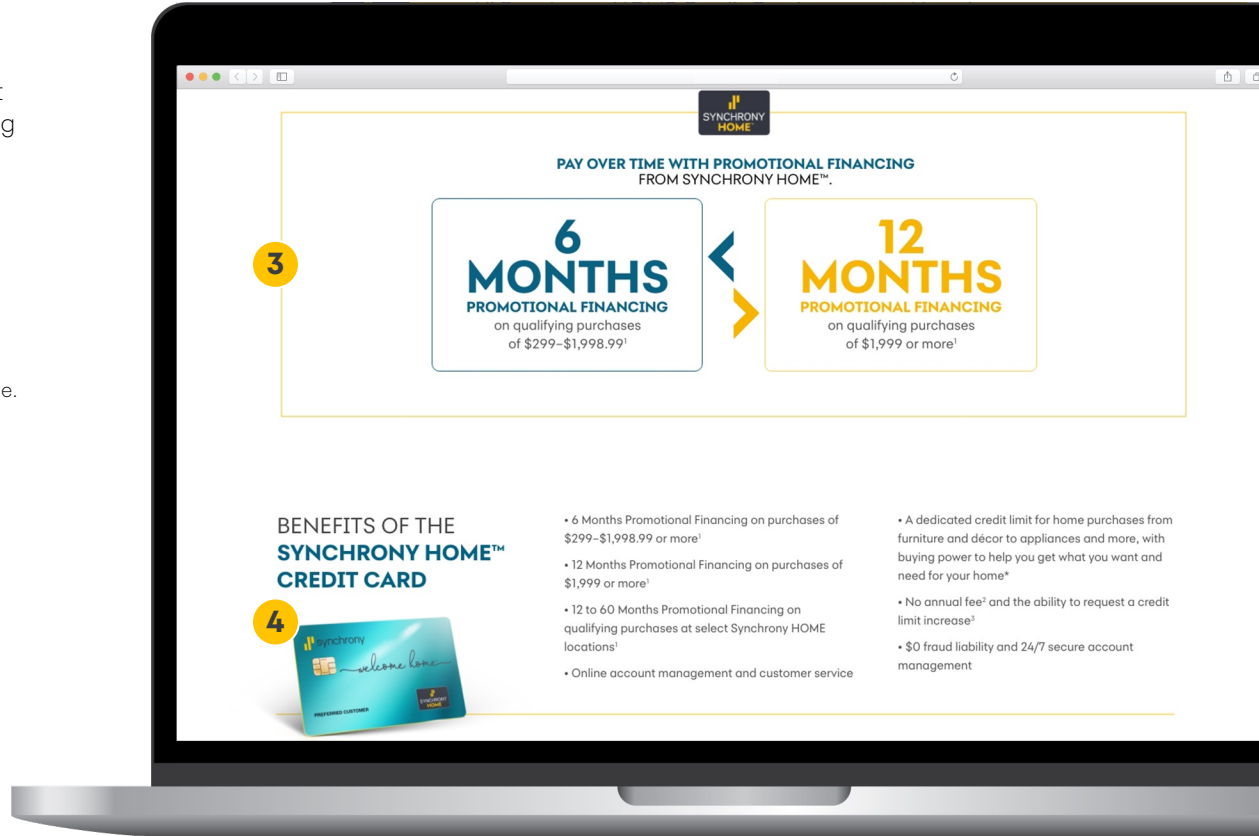 g
e.
SYNCHRONY
HOME™
PAY OVER TIME WITH PROMOTIONAL FINANCING
FROM SYNCHRONY HOME™.
3
6
MONTHS
PROMOTIONAL FINANCING
on qualifying purchases
of $299–$1,998.99¹
12
MONTHS
PROMOTIONAL FINANCING
on qualifying purchases
of $1,999 or more¹
BENEFITS OF THE
SYNCHRONY HOME™
CREDIT CARD
4
synchrony
welcome home
PREFERRED CUSTOMER
SYNCHRONY
HOME
• 6 Months Promotional Financing on purchases of
$299–$1,998.99 or more¹
• 12 Months Promotional Financing on purchases of
$1,999 or more¹
• 12 to 60 Months Promotional Financing on
qualifying purchases at select Synchrony HOME
locations¹
• Online account management and customer service
• A dedicated credit limit for home purchases from
furniture and décor to appliances and more, with
buying power to help you get what you want and
need for your home*
• No annual fee² and the ability to request a credit
limit increase³
• $0 fraud liability and 24/7 secure account
management